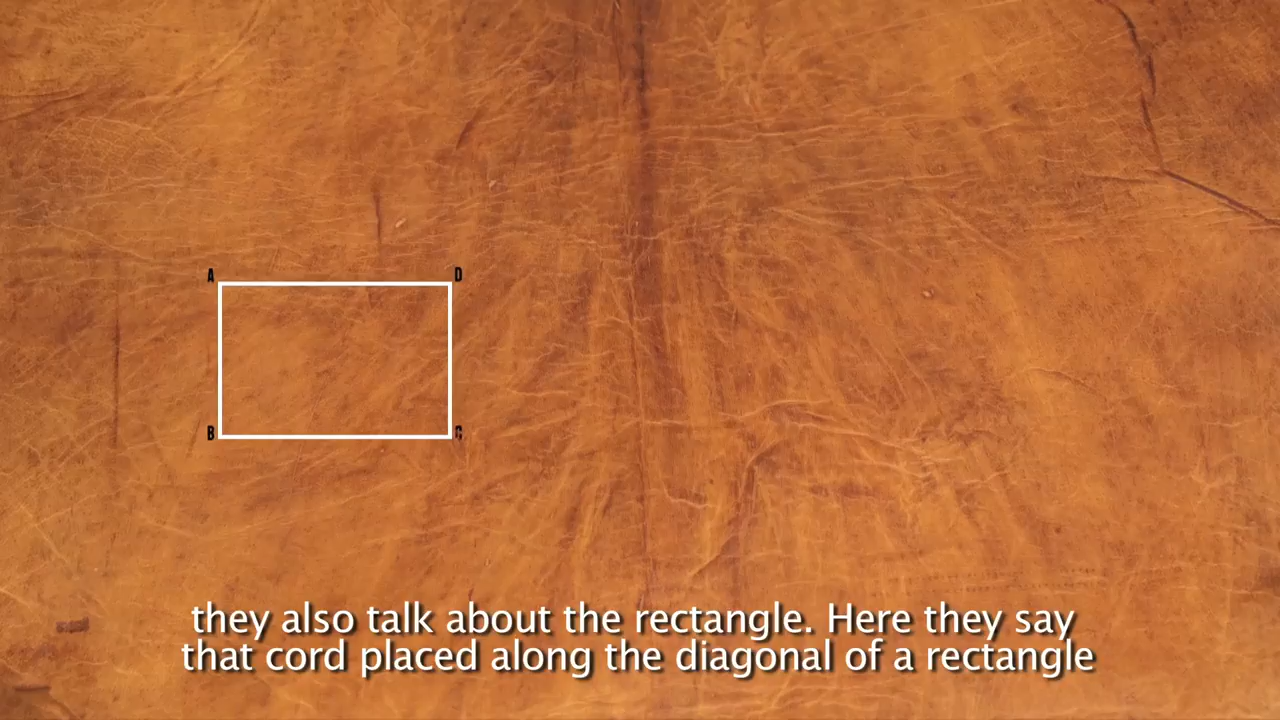 A D
B C
they also talk about the rectangle. Here they say
that cord placed along the diagonal of a rectangle